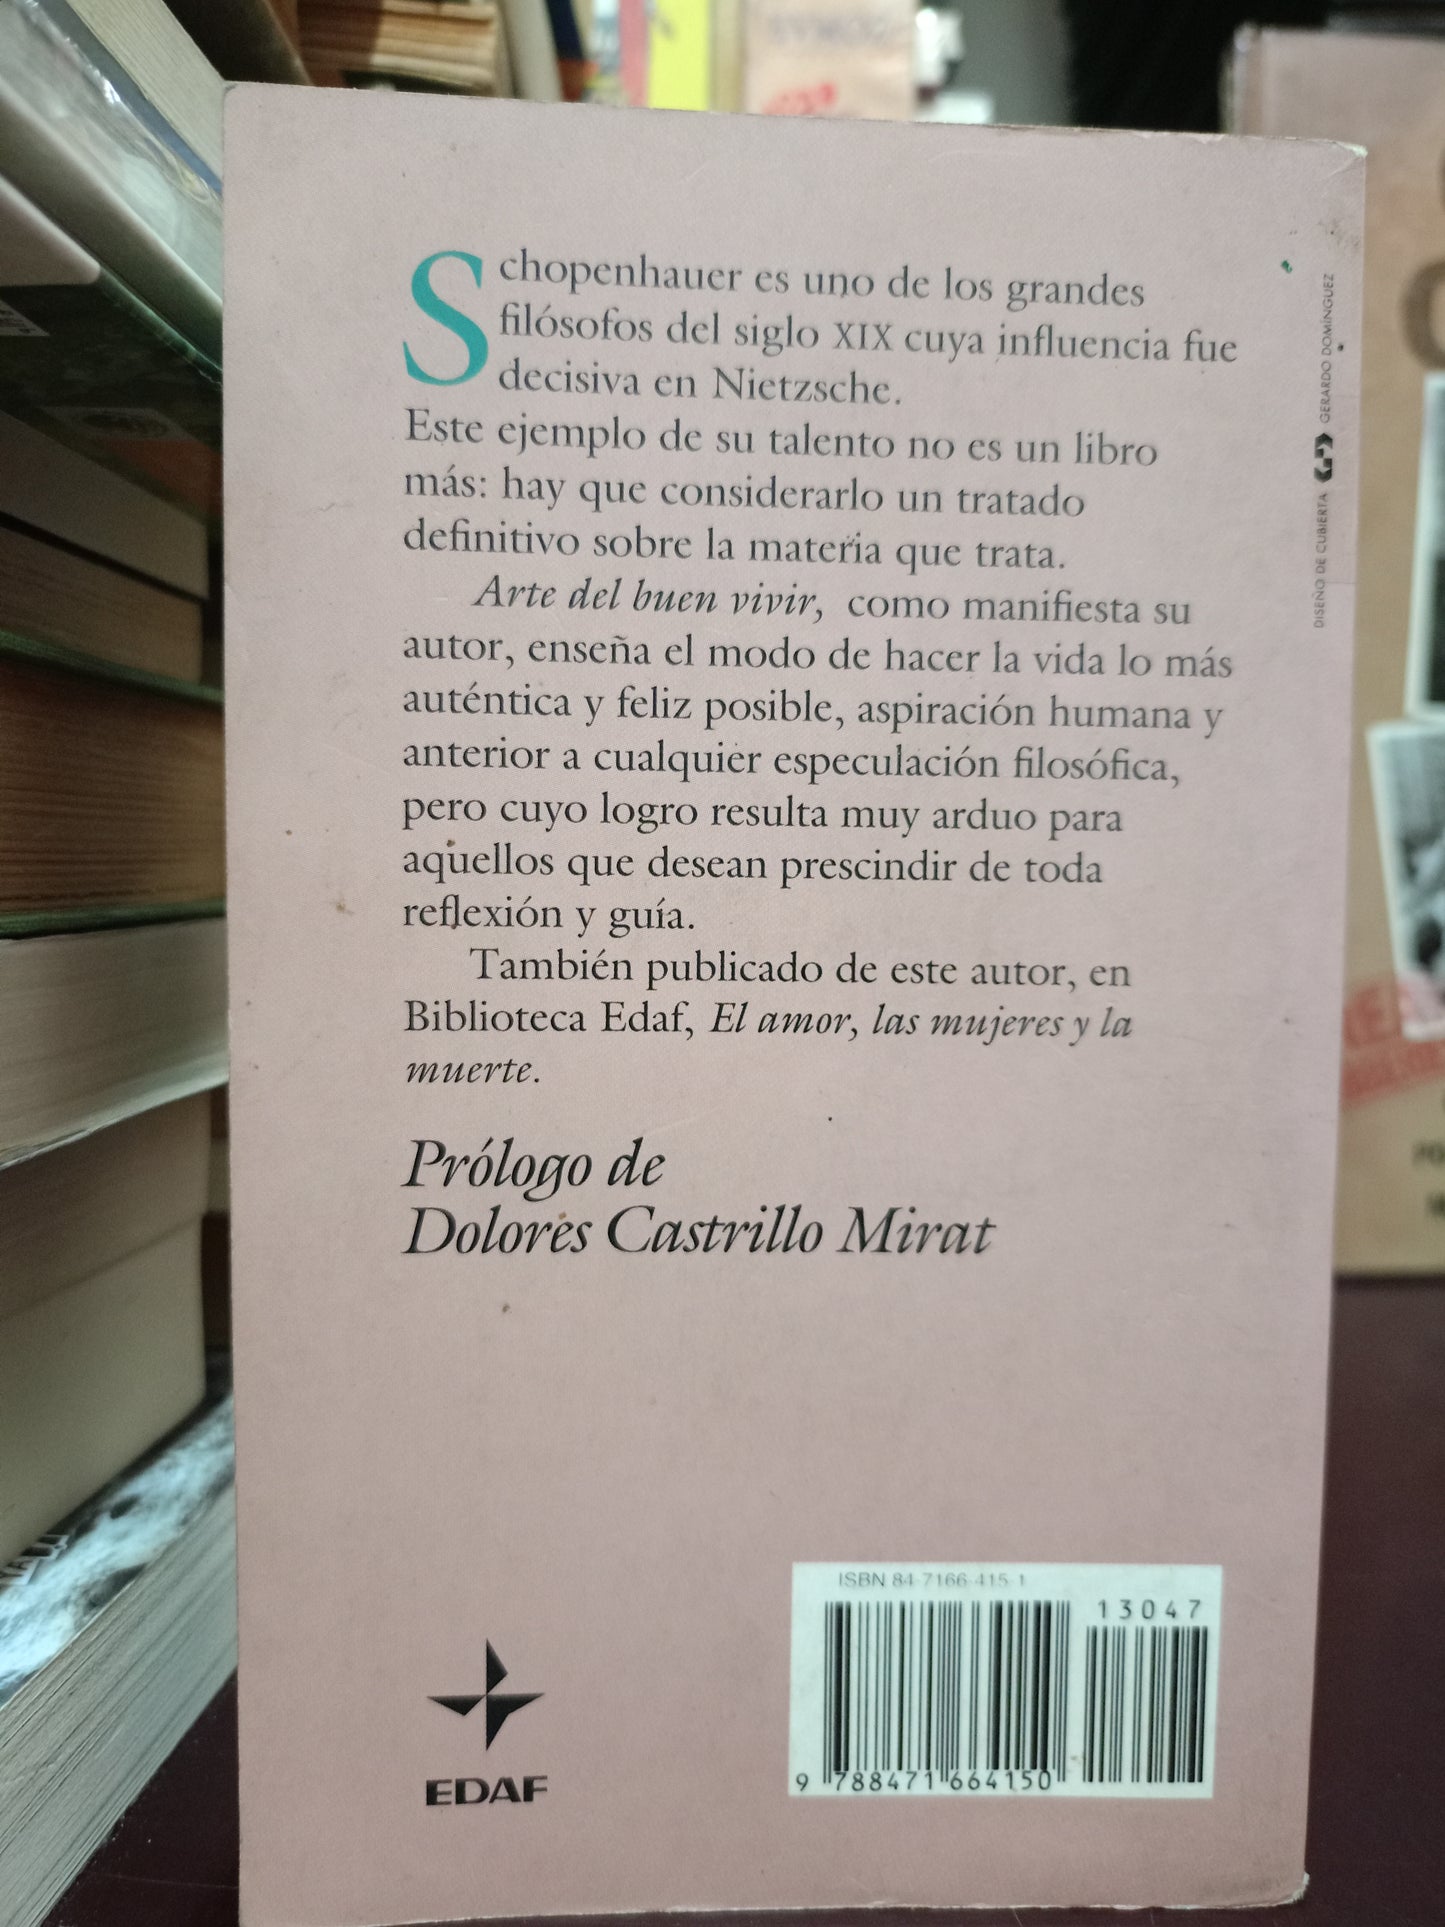 Schopenhauer es uno de los grandes
filósofos del siglo XIX cuya influencia fue
decisiva en Nietzsche.
Este ejemplo de su talento no es un libro
más: hay que considerarlo un tratado
definitivo sobre la materia que trata.
Arte del buen vivir, como manifiesta su
autor, enseña el modo de hacer la vida lo más
auténtica y feliz posible, aspiración humana y
anterior a cualquier especulación filosófica,
pero cuyo logro resulta muy arduo para
aquellos que desean prescindir de toda
reflexión y guía.
También publicado de este autor, en
Biblioteca Edaf, El amor, las mujeres y la
muerte.
Prólogo de
Dolores Castrillo Mirat
DISEÑO DE CUBIERTA GERARDO DOMINGUEZ
EDAF
ISBN 84-7166-415-1
13047
9 788471 664150